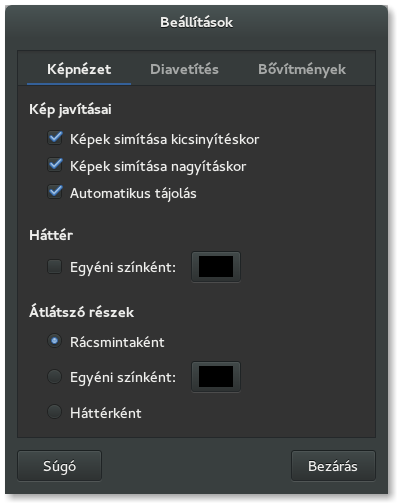 Beállítások
Képnézet Diavetítés Bővítmények
Kép javításai
Képek simítása kicsinyítéskor
Képek simítása nagyításkor
Automatikus tájolás
Háttér
Egyéni színként:
Átlátszó részek
Rácsmintaként
Egyéni színként:
Háttérként
Súgó Bezárás